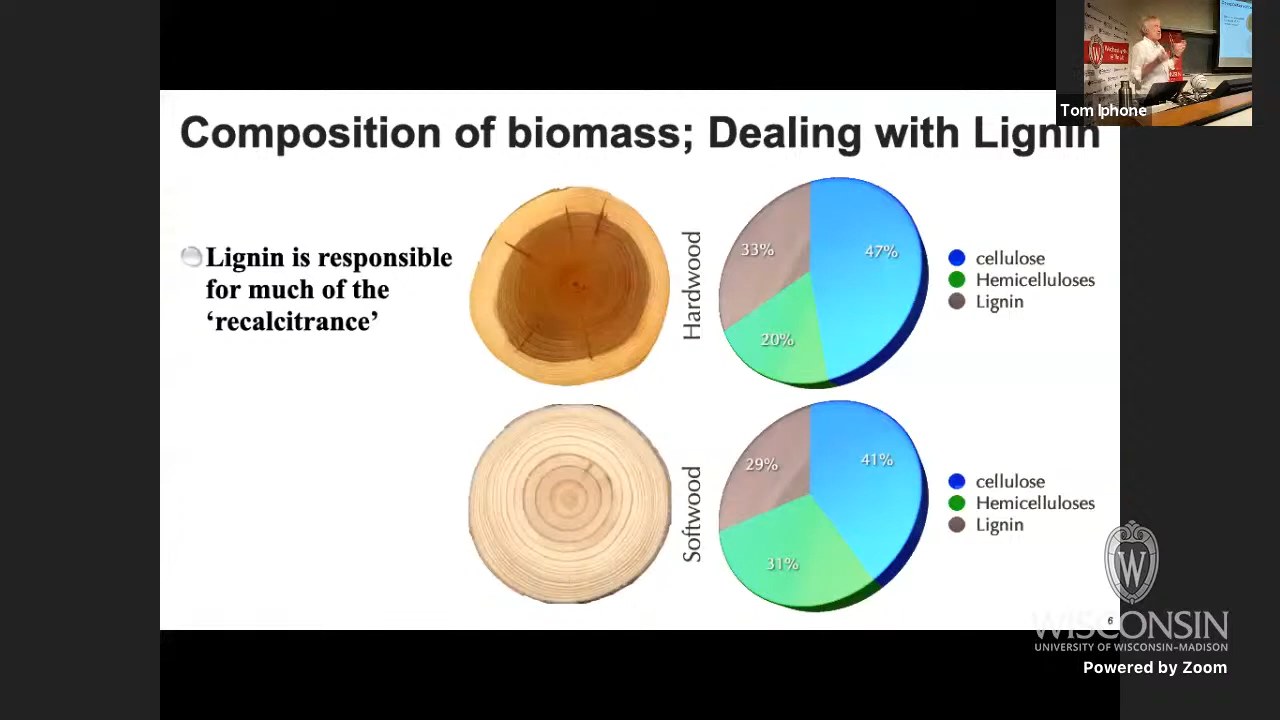 Composition of biomass; Dealing with Lignin
Lignin is responsible
for much of the
‘recalcitrance’
Hardwood
33%
47%
20%
cellulose
Hemicelluloses
Lignin
Softwood
29%
41%
31%
cellulose
Hemicelluloses
Lignin
6
Tom Iphone
W
WISCONSIN
UNIVERSITY OF WISCONSIN–MADISON
Powered by Zoom